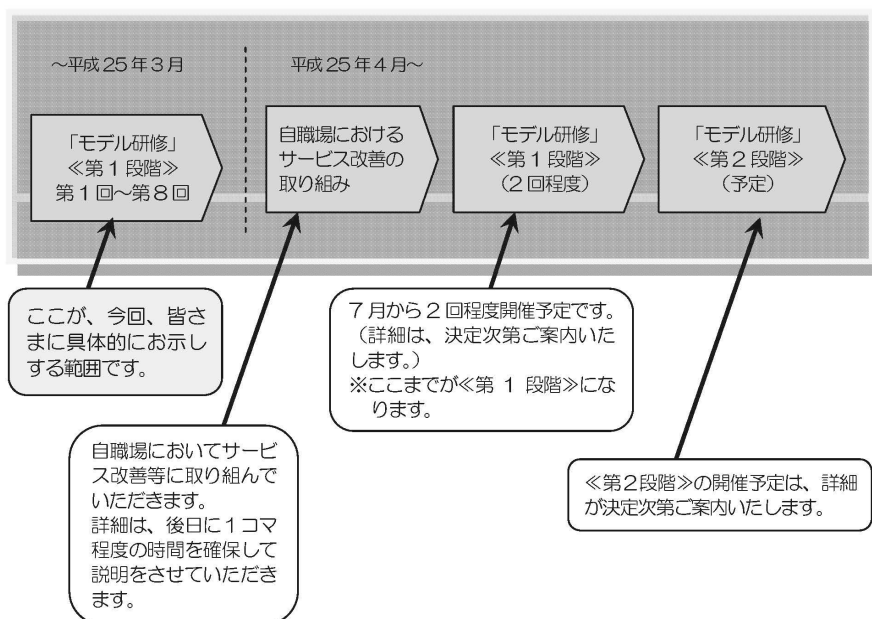 ～平成25年3月
平成25年4月～
「モデル研修」
≪第1段階≫
第1回～第8回
自職場における
サービス改善の
取り組み
「モデル研修」
≪第1段階≫
（2回程度）
「モデル研修」
≪第2段階≫
（予定）
ここが、今回、皆さ
まに具体的にお示し
する範囲です。
7月から2回程度開催予定です。
（詳細は、決定次第ご案内いた
します。）
※ここまでが≪第 1 段階≫にな
ります。
自職場においてサービ
ス改善等に取り組んで
いただきます。
詳細は、後日に1コマ
程度の時間を確保して
説明をさせていただき
ます。
≪第2段階≫の開催予定は、詳細
が決定次第ご案内いたします。